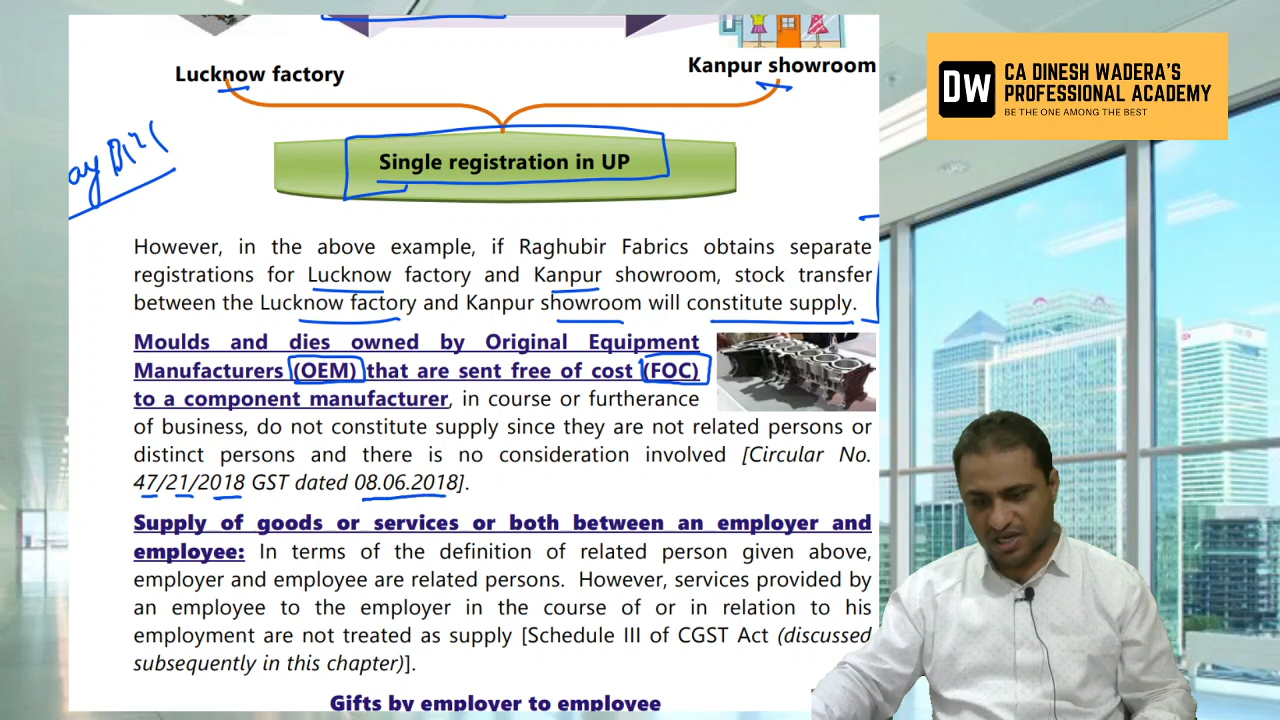 Lucknow factory
Kanpur showroom
Single registration in UP
However, in the above example, if Raghubir Fabrics obtains separate
registrations for Lucknow factory and Kanpur showroom, stock transfer
between the Lucknow factory and Kanpur showroom will constitute supply.
Moulds and dies owned by Original Equipment
Manufacturers (OEM) that are sent free of cost (FOC)
to a component manufacturer, in course or furtherance
of business, do not constitute supply since they are not related persons or
distinct persons and there is no consideration involved [Circular No.
47/21/2018 GST dated 08.06.2018].
Supply of goods or services or both between an employer and
employee: In terms of the definition of related person given above,
employer and employee are related persons. However, services provided by
an employee to the employer in the course of or in relation to his
employment are not treated as supply [Schedule III of CGST Act (discussed
subsequently in this chapter)].
Gifts by employer to employee
DW
CA DINESH WADERA'S
PROFESSIONAL ACADEMY
BE THE ONE AMONG THE BEST